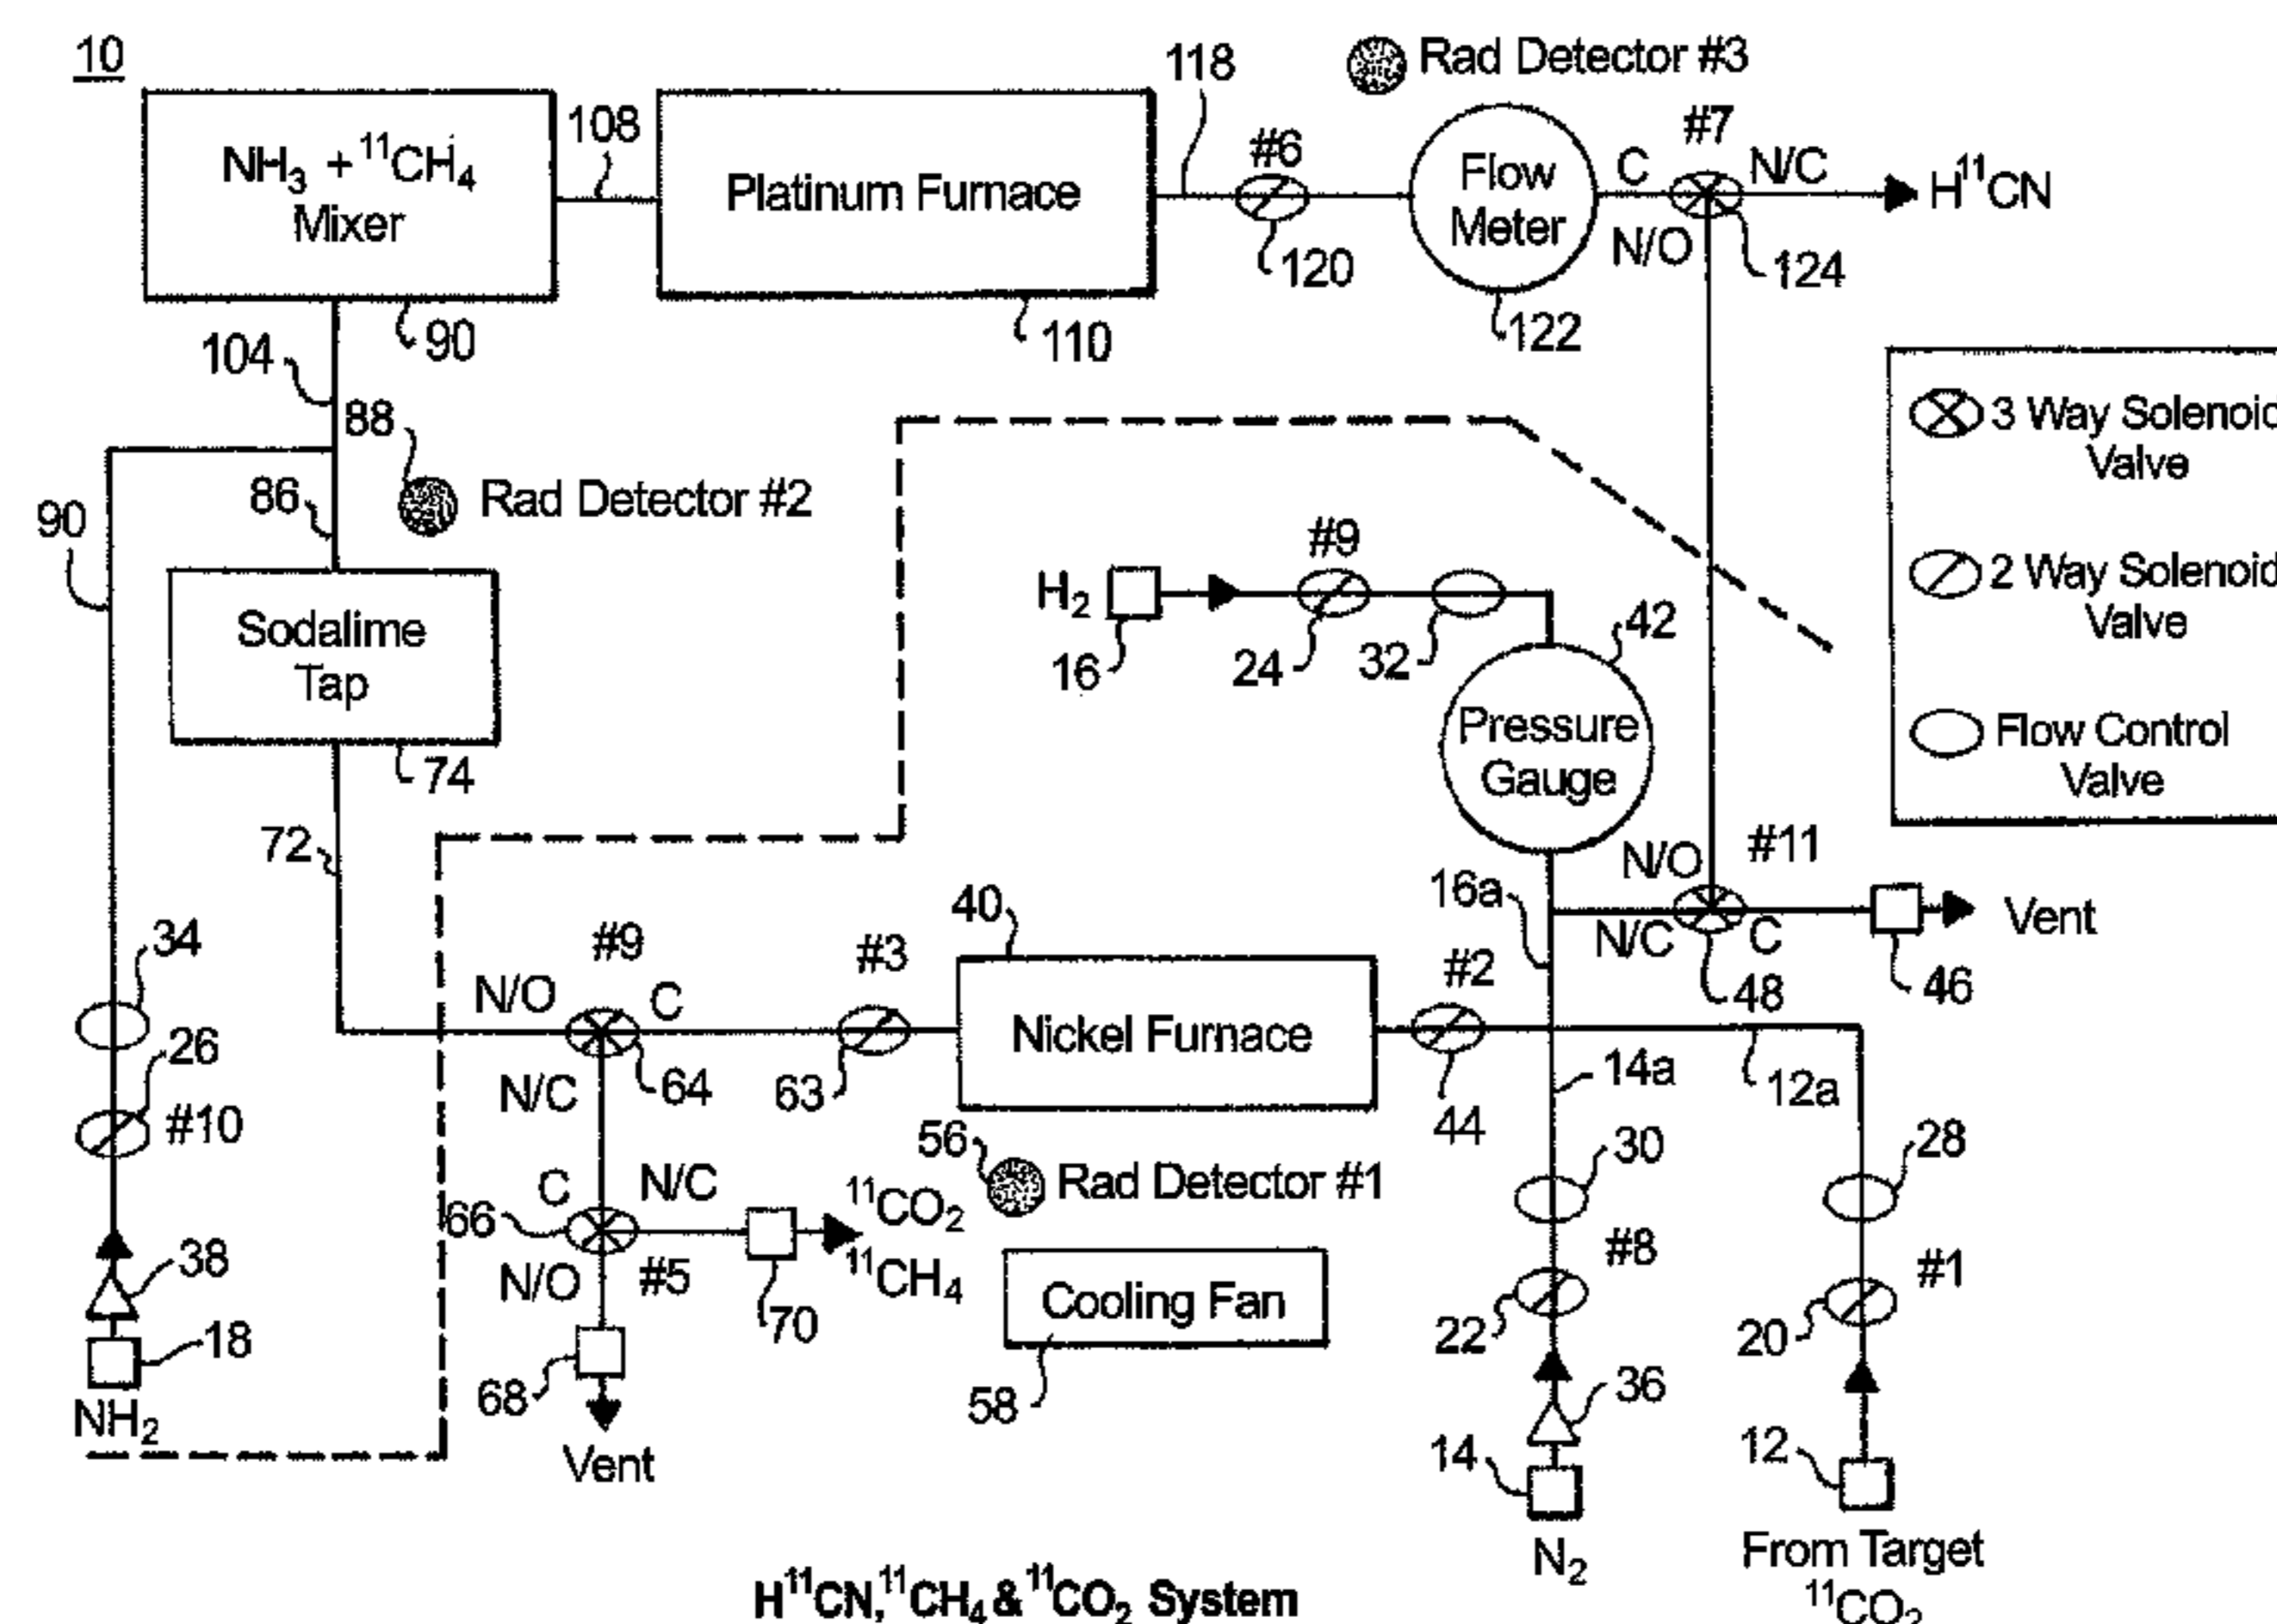 10
NH₃ + ¹¹CH₄
Mixer
90
108
Platinum Furnace
110
118
#6
120
Rad Detector #3
Flow
Meter
122
C
#7
N/C
N/O
124
H¹¹CN
104
88
86
Rad Detector #2
90
Sodalime
Tap
74
72
3 Way Solenoid
Valve
2 Way Solenoid
Valve
Flow Control
Valve
H₂
16
#9
24
32
42
Pressure
Gauge
N/O
#11
16a
N/C
C
48
46
Vent
34
26
#10
38
18
NH₂
N/O
#9
C
64
N/C
#3
63
40
Nickel Furnace
#2
44
14a
12a
56
Rad Detector #1
C
N/C
66
N/O
#5
70
¹¹CO₂
¹¹CH₄
68
Vent
Cooling Fan
58
30
#8
22
36
14
N₂
28
#1
20
12
From Target
¹¹CO₂
H¹¹CN, ¹¹CH₄ & ¹¹CO₂ System